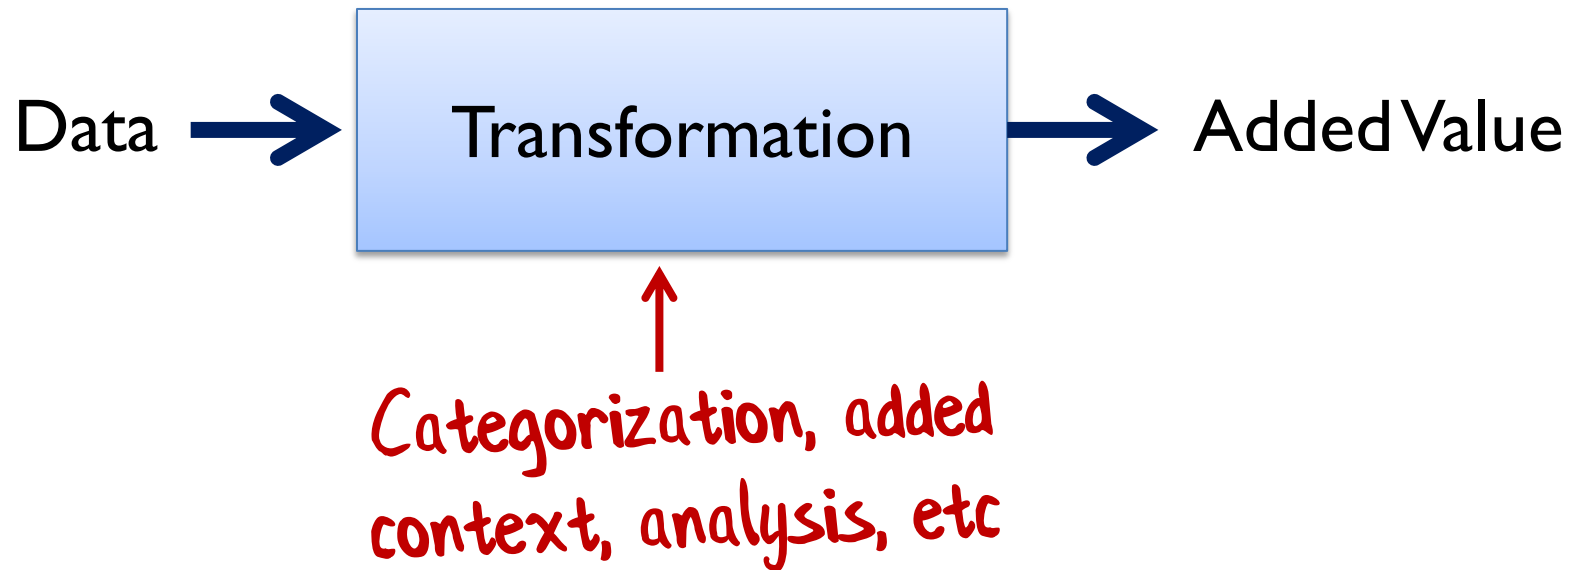 Data Transformation Added Value
Categorization, added
context, analysis, etc